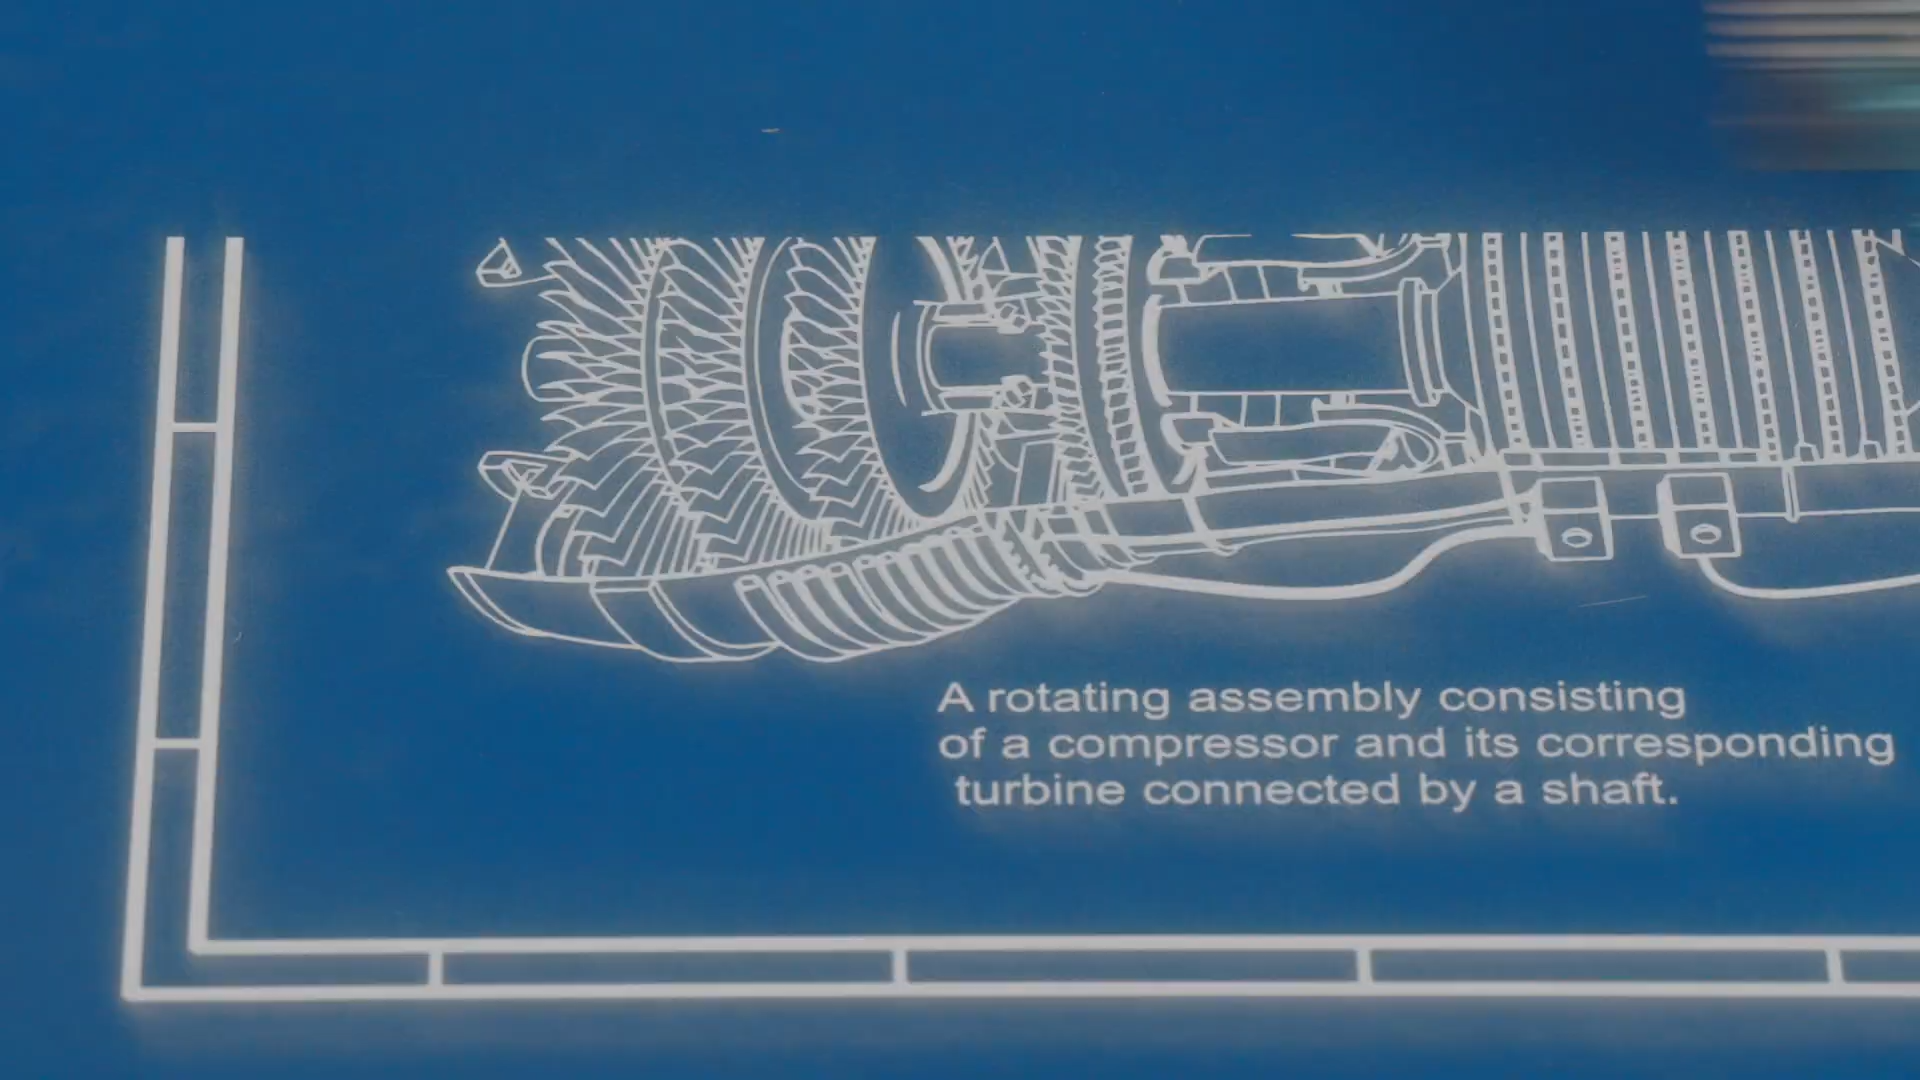 A rotating assembly consisting
of a compressor and its corresponding
turbine connected by a shaft.